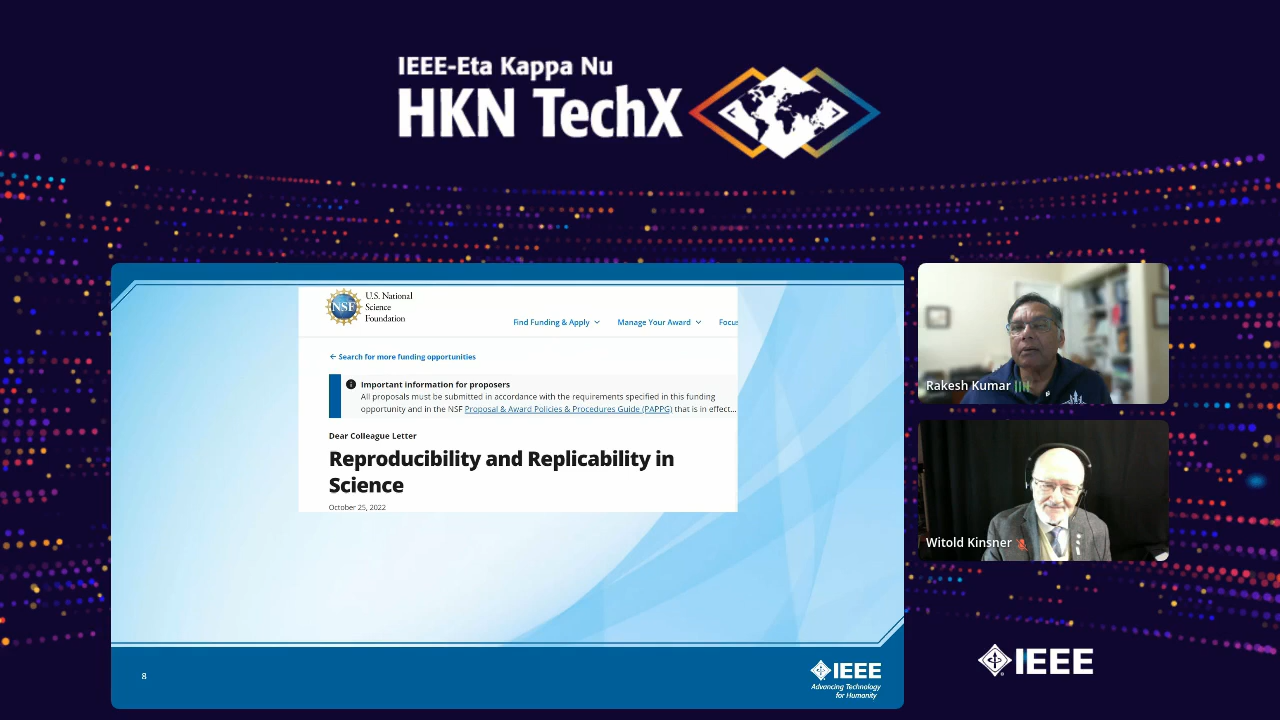 IEEE-Eta Kappa Nu
HKN TechX
NSF
U.S. National
Science
Foundation
Find Funding & Apply
Manage Your Award
Focus
← Search for more funding opportunities
Important information for proposers
All proposals must be submitted in accordance with the requirements specified in this funding
opportunity and in the NSF Proposal & Award Policies & Procedures Guide (PAPPG) that is in effect...
Dear Colleague Letter
Reproducibility and Replicability in
Science
October 25, 2022
8
IEEE
Advancing Technology
for Humanity
Rakesh Kumar
Witold Kinsner
IEEE